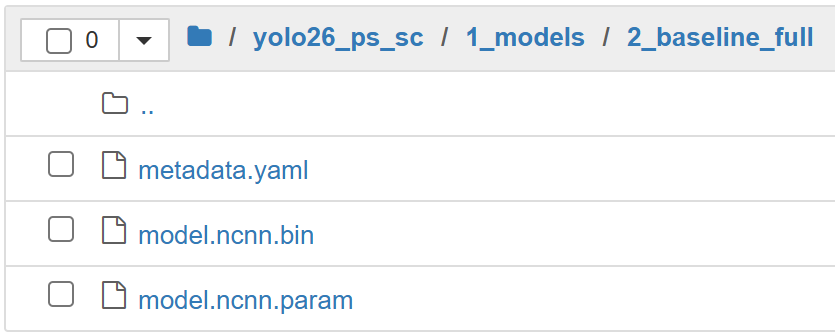 0 / yolo26_ps_sc / 1_models / 2_baseline_full
..
metadata.yaml
model.ncnn.bin
model.ncnn.param